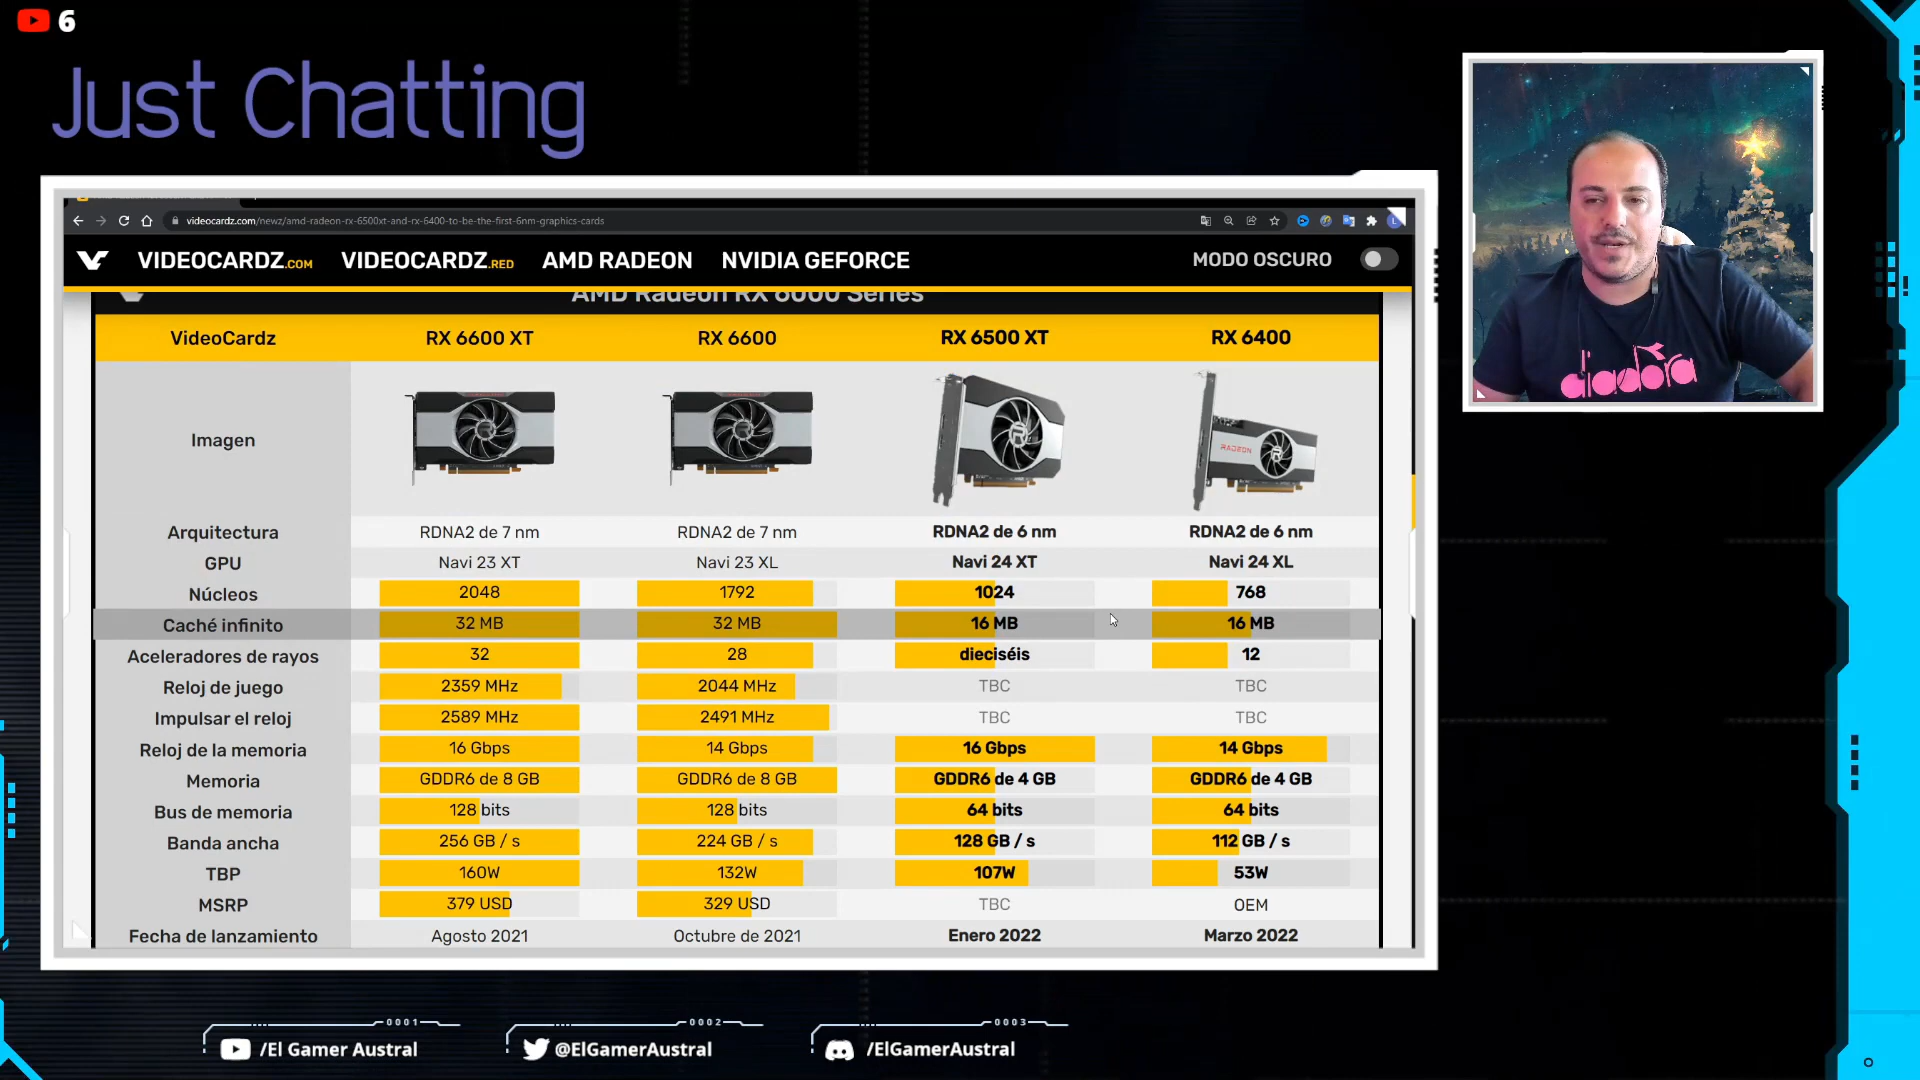 6
Just Chatting
videocardz.com/newz/amd-radeon-rx-6500xt-and-rx-6400-to-be-the-first-6nm-graphics-cards
VIDEOCARDZ.COM VIDEOCARDZ.RED AMD RADEON NVIDIA GEFORCE MODO OSCURO
AMD Radeon RX 6000 Series
VideoCardz RX 6600 XT RX 6600 RX 6500 XT RX 6400
Imagen
RADEON
Arquitectura RDNA2 de 7 nm RDNA2 de 7 nm RDNA2 de 6 nm RDNA2 de 6 nm
GPU Navi 23 XT Navi 23 XL Navi 24 XT Navi 24 XL
Núcleos 2048 1792 1024 768
Caché infinito 32 MB 32 MB 16 MB 16 MB
Aceleradores de rayos 32 28 dieciséis 12
Reloj de juego 2359 MHz 2044 MHz TBC TBC
Impulsar el reloj 2589 MHz 2491 MHz TBC TBC
Reloj de la memoria 16 Gbps 14 Gbps 16 Gbps 14 Gbps
Memoria GDDR6 de 8 GB GDDR6 de 8 GB GDDR6 de 4 GB GDDR6 de 4 GB
Bus de memoria 128 bits 128 bits 64 bits 64 bits
Banda ancha 256 GB / s 224 GB / s 128 GB / s 112 GB / s
TBP 160W 132W 107W 53W
MSRP 379 USD 329 USD TBC OEM
Fecha de lanzamiento Agosto 2021 Octubre de 2021 Enero 2022 Marzo 2022
diadora
0001 0002 0003
/El Gamer Austral @ElGamerAustral /ElGamerAustral